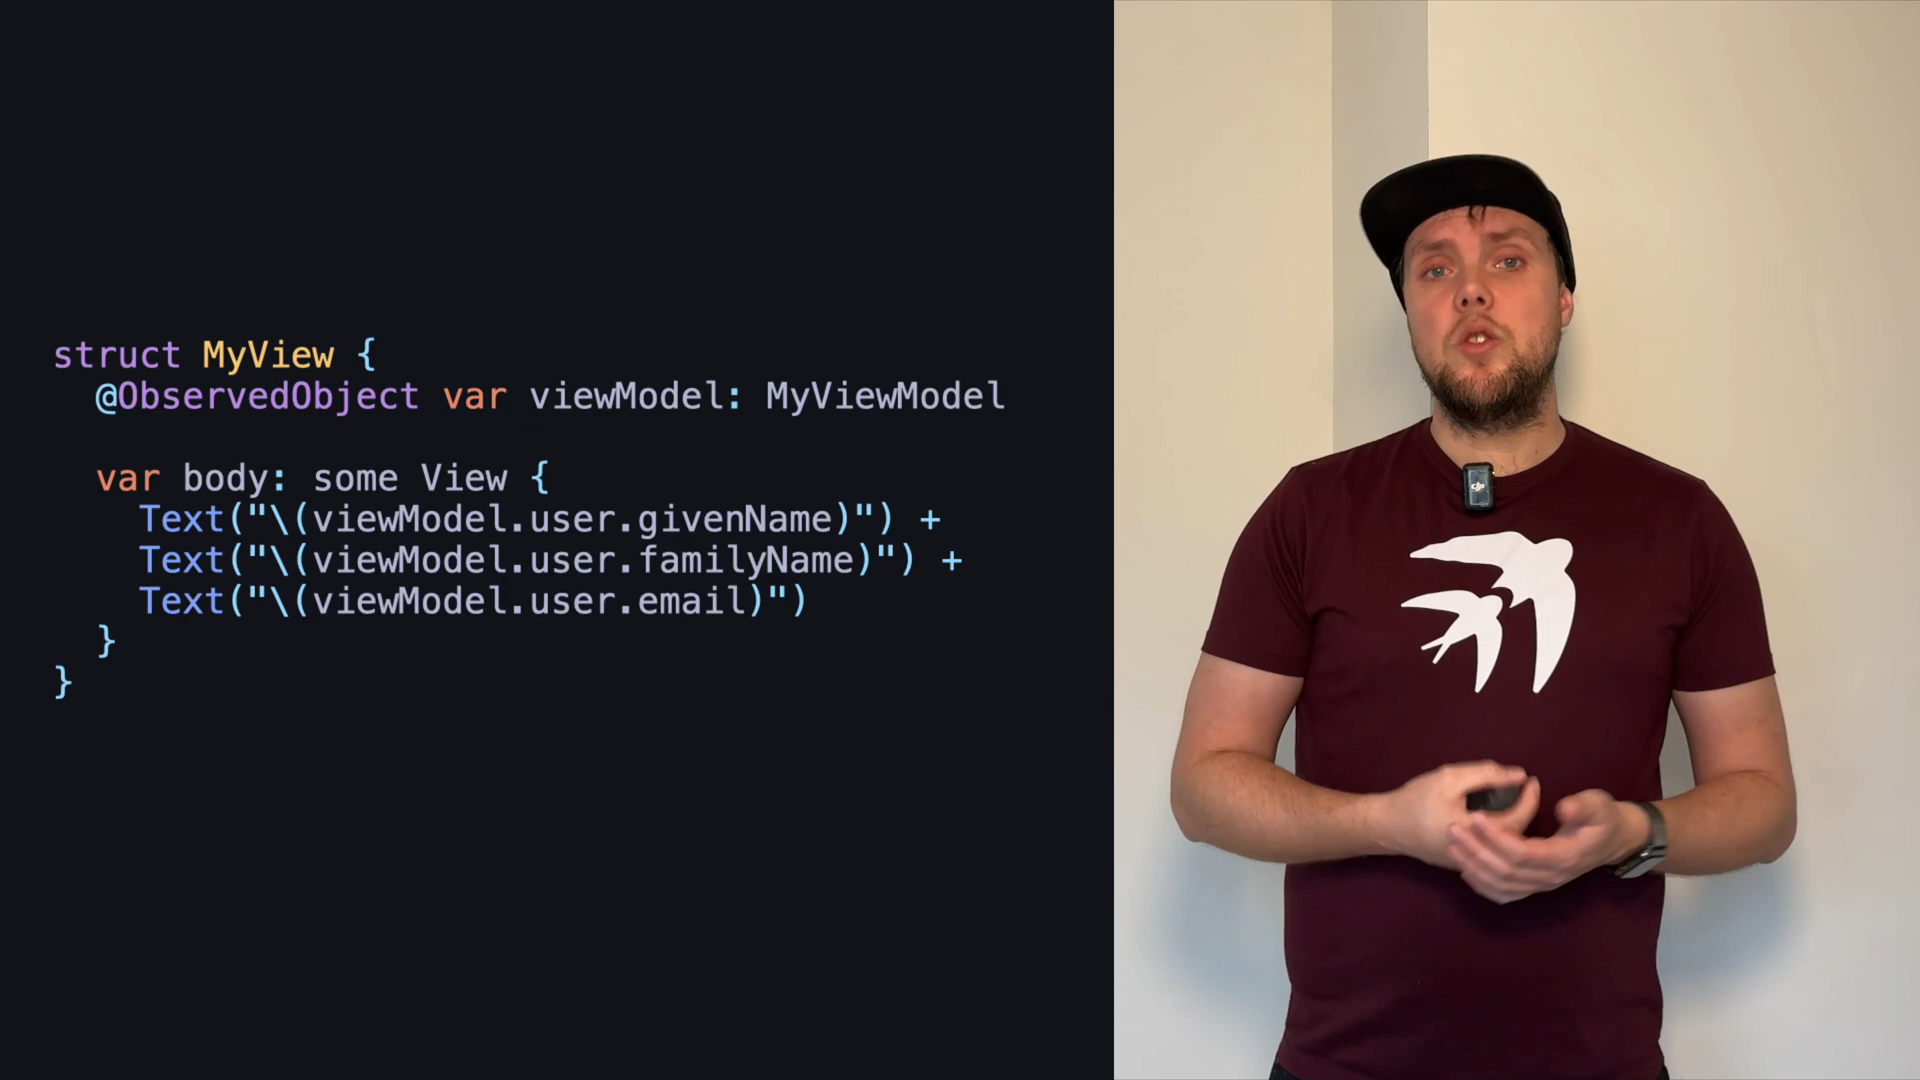 struct MyView {
@ObservedObject var viewModel: MyViewModel
var body: some View {
Text("\(viewModel.user.givenName)") +
Text("\(viewModel.user.familyName)") +
Text("\(viewModel.user.email)")
}
}
dji